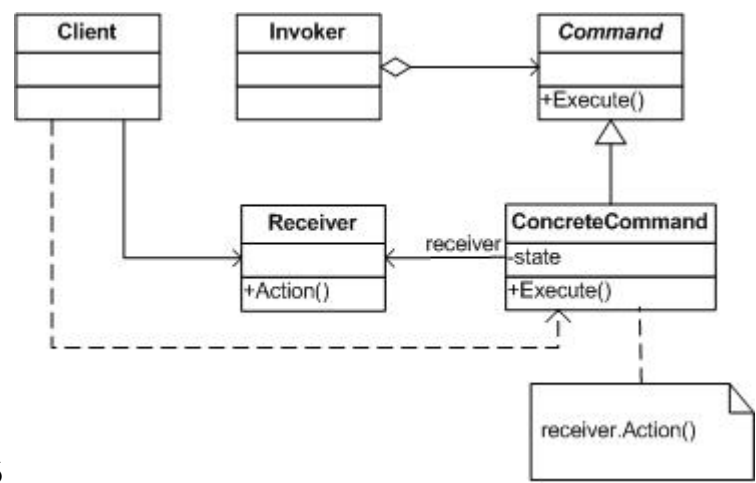 Client
Invoker
Command
+Execute()
Receiver
+Action()
receiver
ConcreteCommand
-state
+Execute()
receiver.Action()